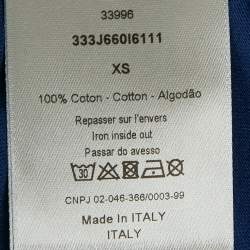 33996
333J660I6111
XS
100% Coton - Cotton - Algodão
Repasser sur l'envers
Iron inside out
Passar do avesso
30
CNPJ 02-046-366/0003-99
Made In ITALY
ITALY